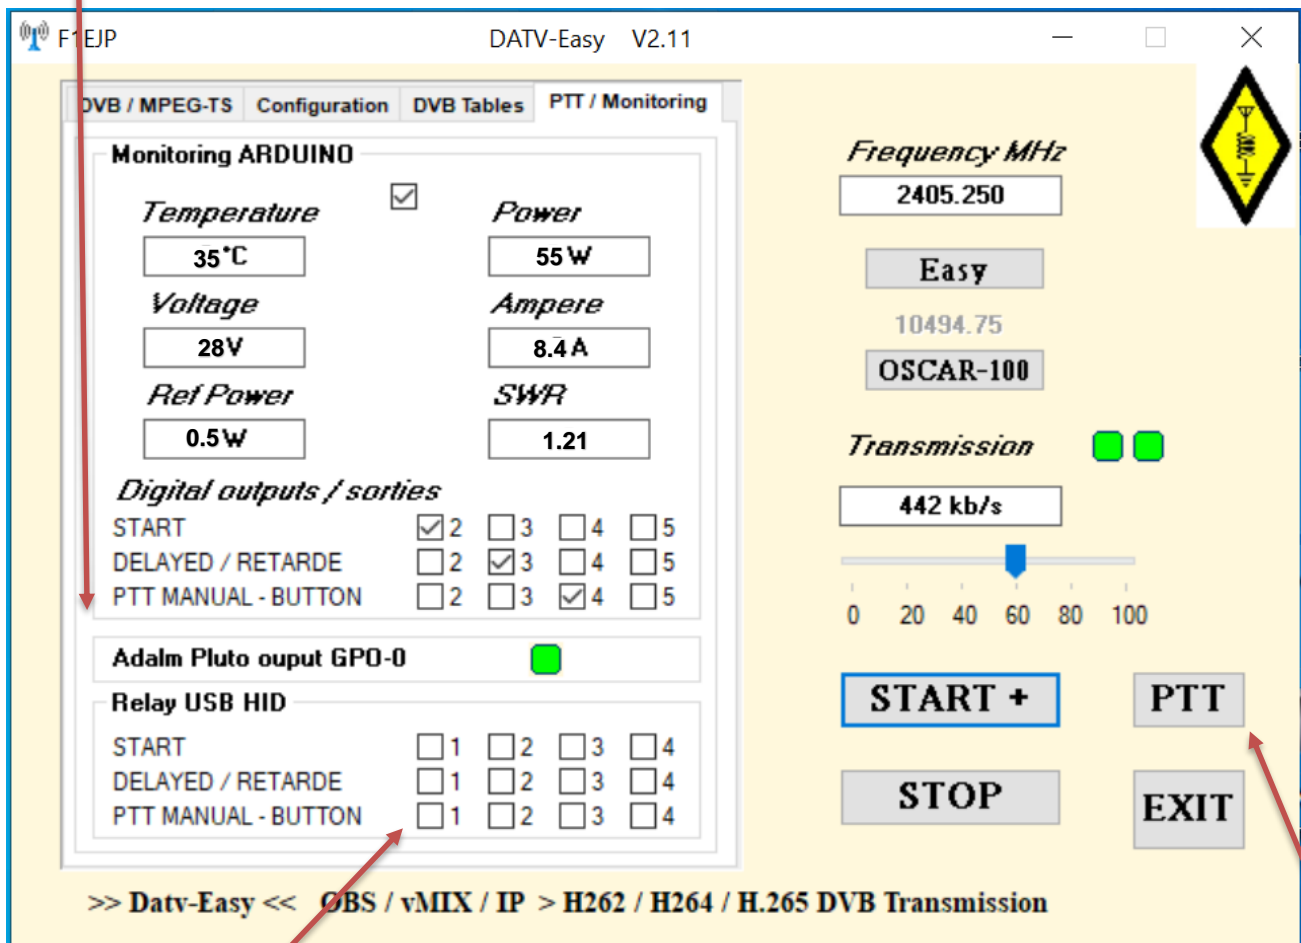 F1EJP DATV-Easy V2.11
DVB / MPEG-TS Configuration DVB Tables PTT / Monitoring
Monitoring ARDUINO
Temperature Power
35°C 55 W
Voltage Ampere
28V 8.4 A
Ref Power SWR
0.5 W 1.21
Digital outputs / sorties
START 2 3 4 5
DELAYED / RETARDE 2 3 4 5
PTT MANUAL - BUTTON 2 3 4 5
Adalm Pluto ouput GPO-0
Relay USB HID
START 1 2 3 4
DELAYED / RETARDE 1 2 3 4
PTT MANUAL - BUTTON 1 2 3 4
Frequency MHz
2405.250
Easy
10494.75
OSCAR-100
Transmission
442 kb/s
0 20 40 60 80 100
START + PTT
STOP EXIT
>> Datv-Easy << OBS / vMIX / IP > H262 / H264 / H.265 DVB Transmission